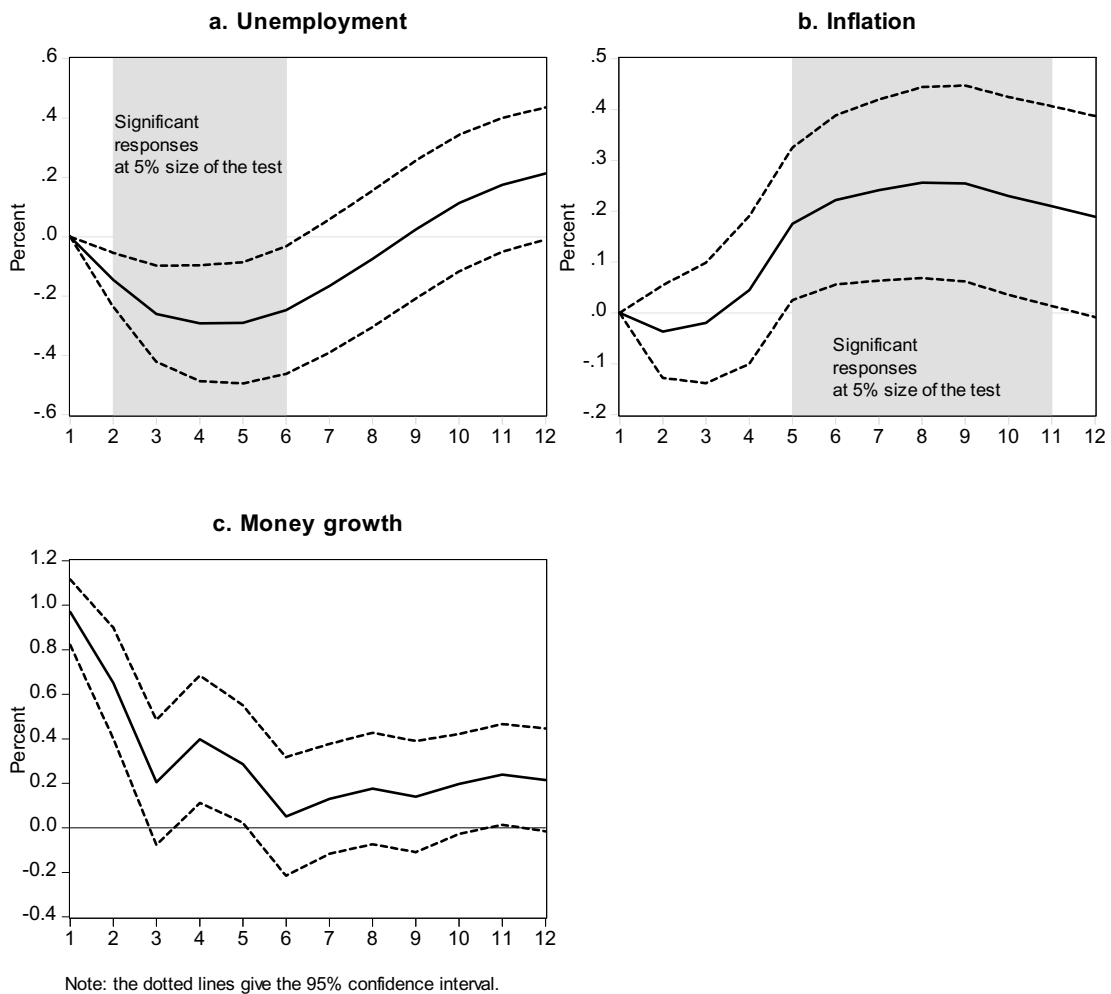 a. Unemployment
.6
.4
.2
.0
-.2
-.4
-.6
Percent
Significant
responses
at 5% size of the test
1 2 3 4 5 6 7 8 9 10 11 12
b. Inflation
.5
.4
.3
.2
.1
.0
-.1
-.2
Percent
Significant
responses
at 5% size of the test
1 2 3 4 5 6 7 8 9 10 11 12
c. Money growth
1.2
1.0
0.8
0.6
0.4
0.2
0.0
-0.2
-0.4
Percent
1 2 3 4 5 6 7 8 9 10 11 12
Note: the dotted lines give the 95% confidence interval.